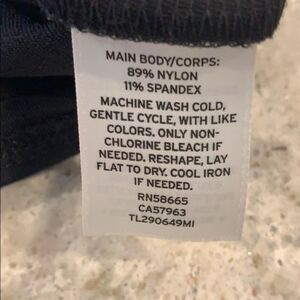 MAIN BODY/CORPS:
89% NYLON
11% SPANDEX
MACHINE WASH COLD,
GENTLE CYCLE, WITH LIKE
COLORS. ONLY NON-
CHLORINE BLEACH IF
NEEDED. RESHAPE, LAY
FLAT TO DRY. COOL IRON
IF NEEDED.
RN58665
CA57963
TL290649MI